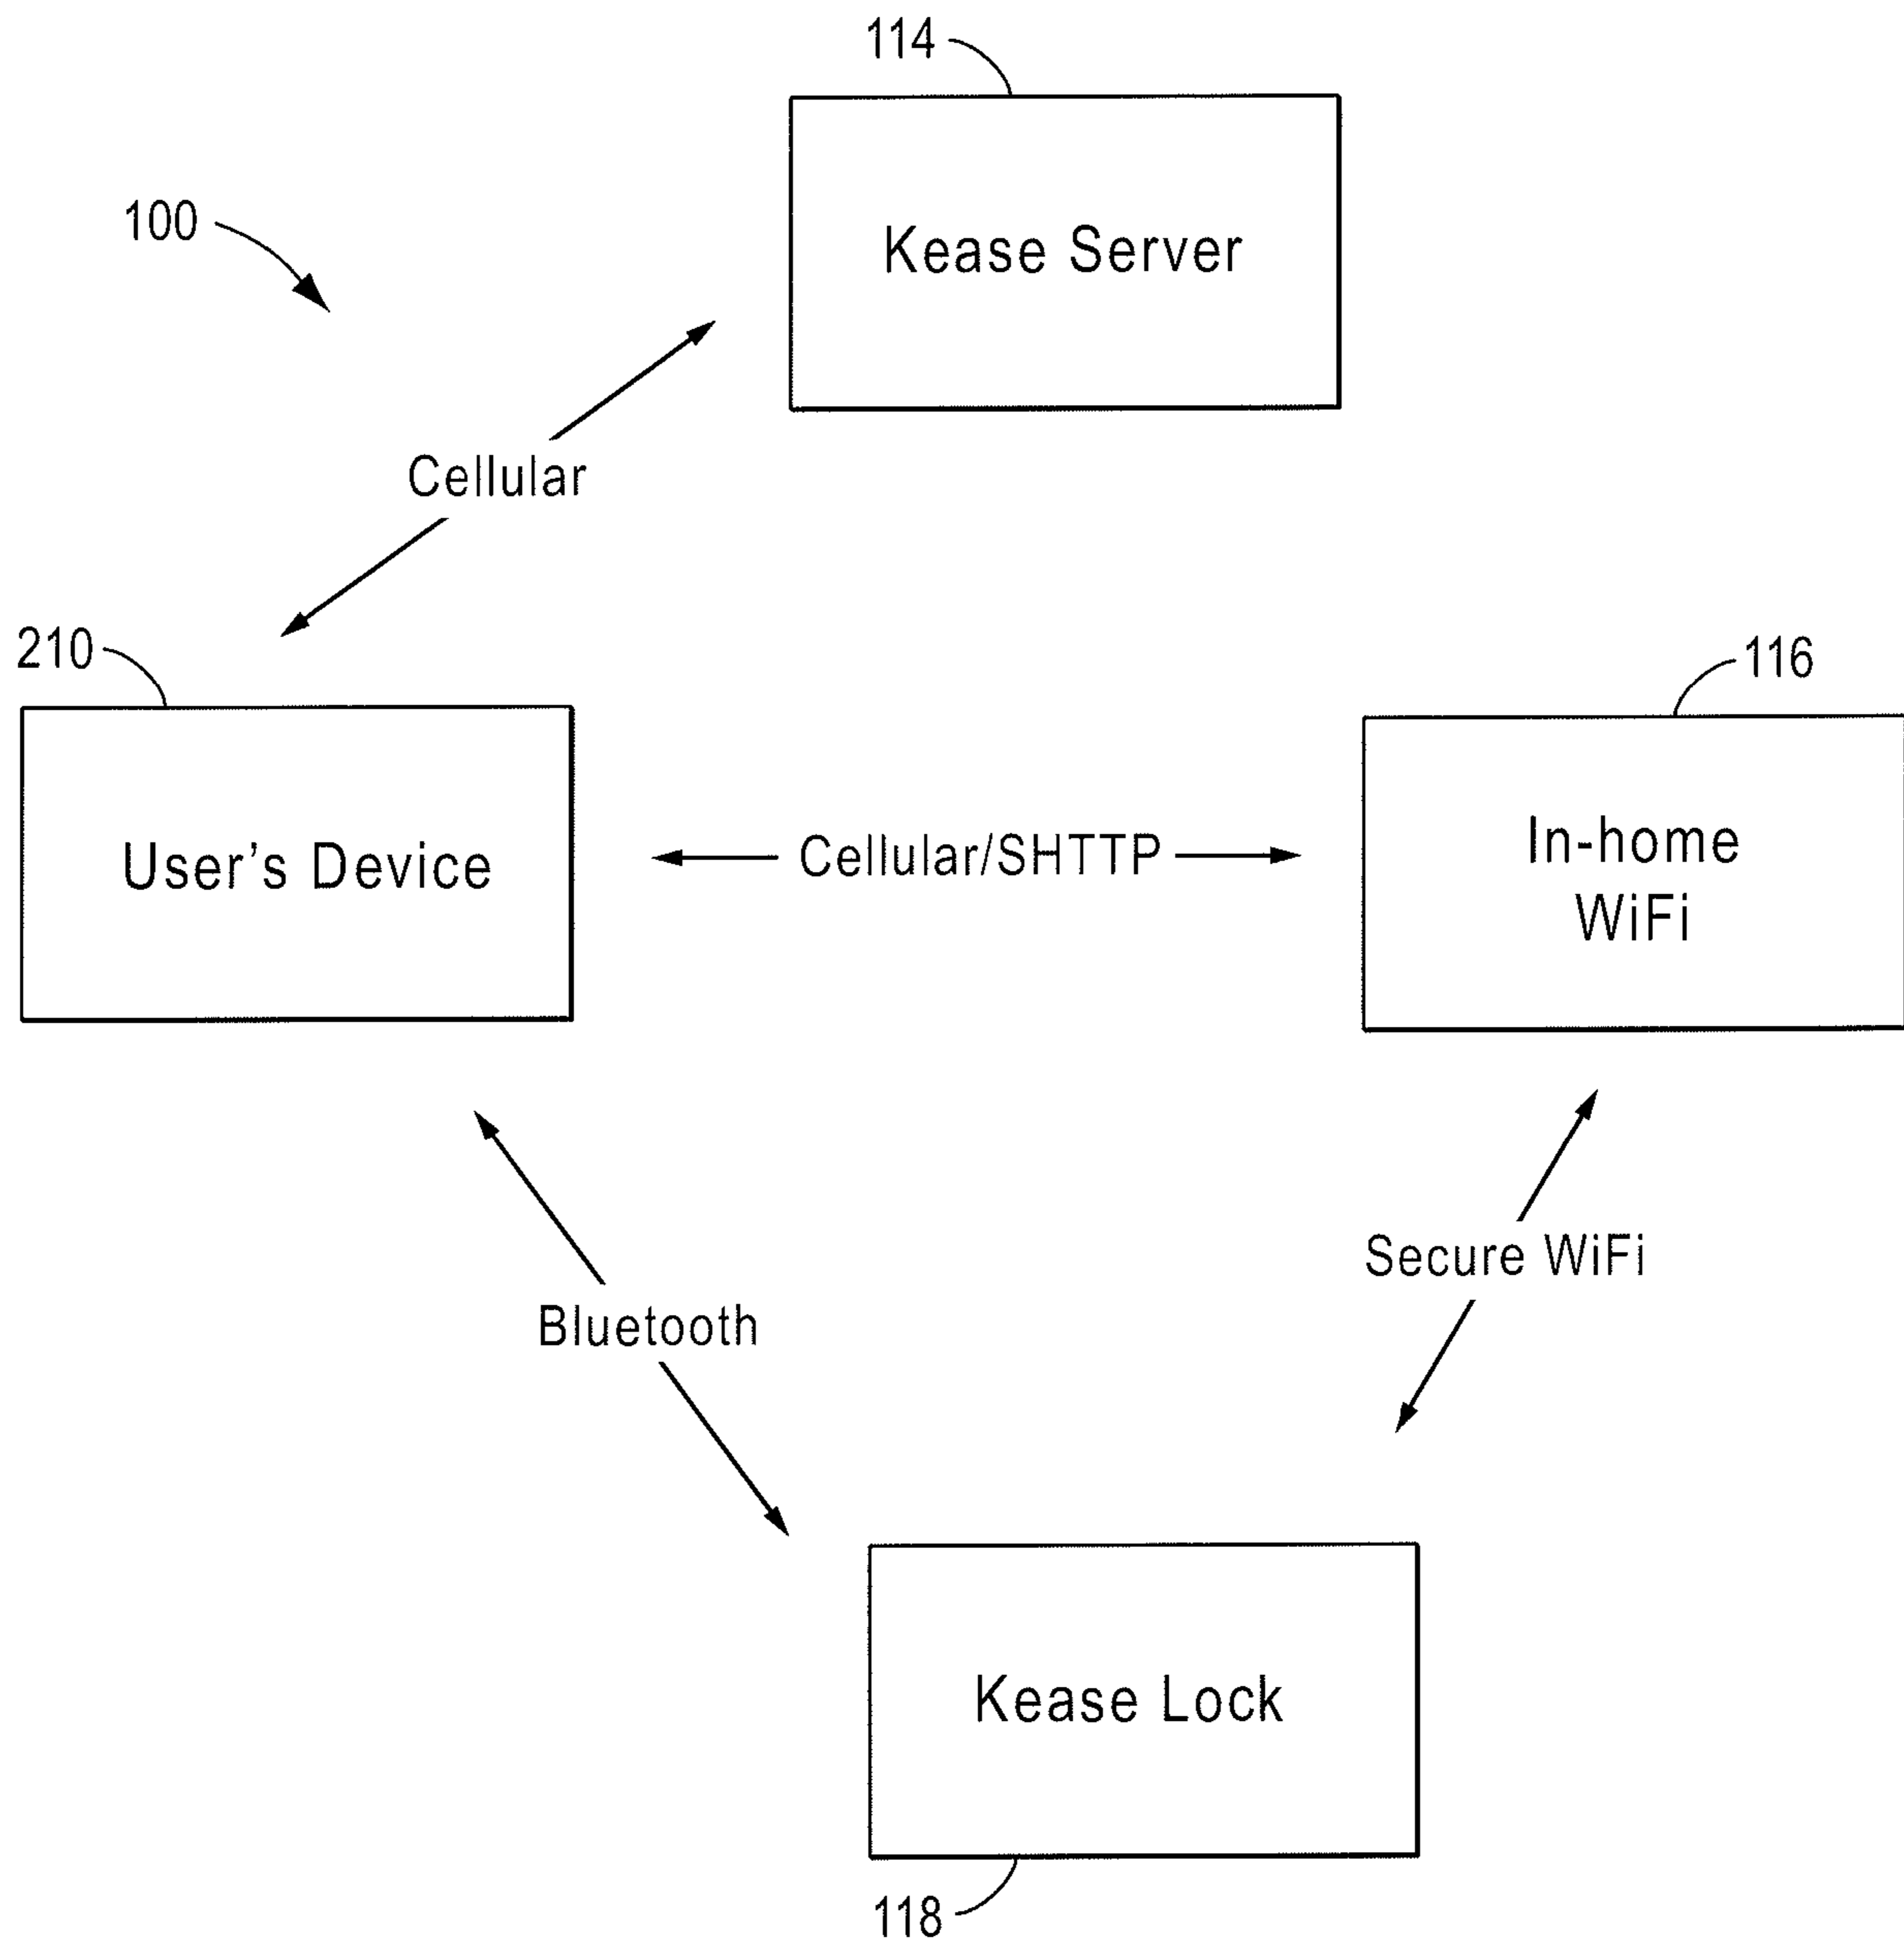 114
100
Kease Server
Cellular
210
116
User's Device
Cellular/SHTTP
In-home
WiFi
Secure WiFi
Bluetooth
Kease Lock
118